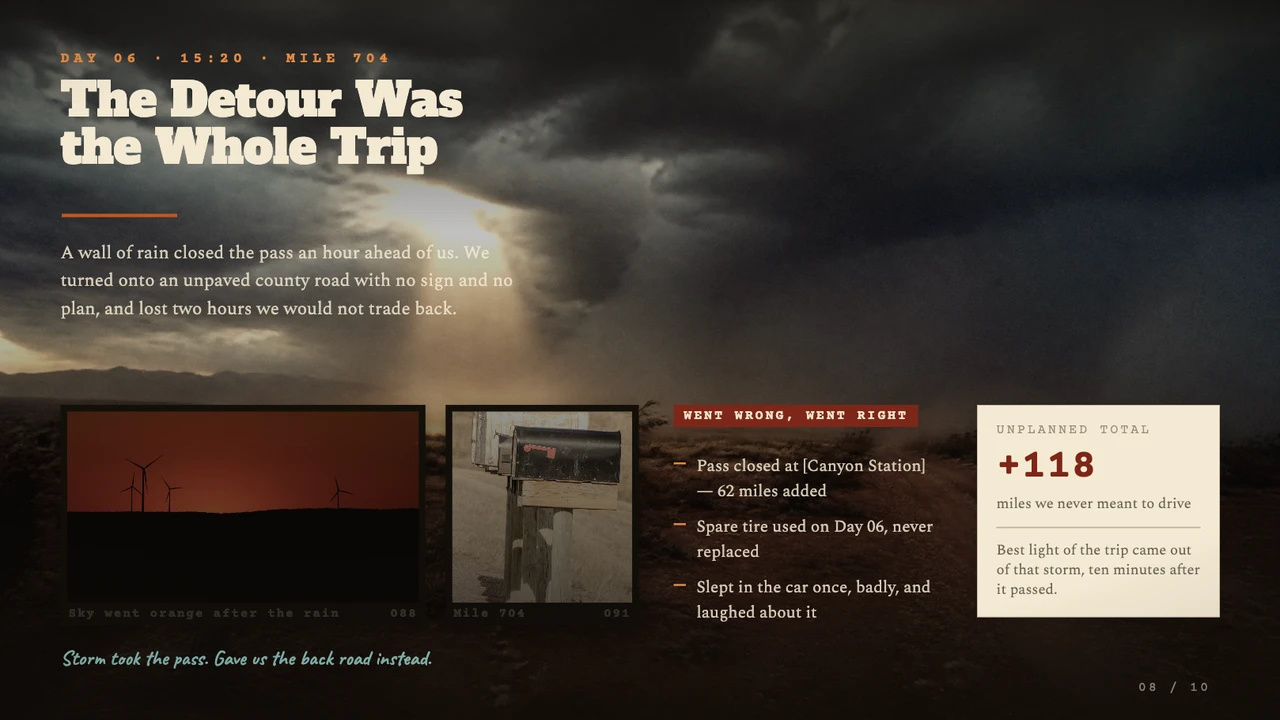 DAY 06 · 15:20 · MILE 704
The Detour Was
the Whole Trip
A wall of rain closed the pass an hour ahead of us. We
turned onto an unpaved county road with no sign and no
plan, and lost two hours we would not trade back.
Sky went orange after the rain 088
Mile 704 091
WENT WRONG, WENT RIGHT
Pass closed at [Canyon Station]
— 62 miles added
Spare tire used on Day 06, never
replaced
Slept in the car once, badly, and
laughed about it
UNPLANNED TOTAL
+118
miles we never meant to drive
Best light of the trip came out
of that storm, ten minutes after
it passed.
Storm took the pass. Gave us the back road instead.
08 / 10